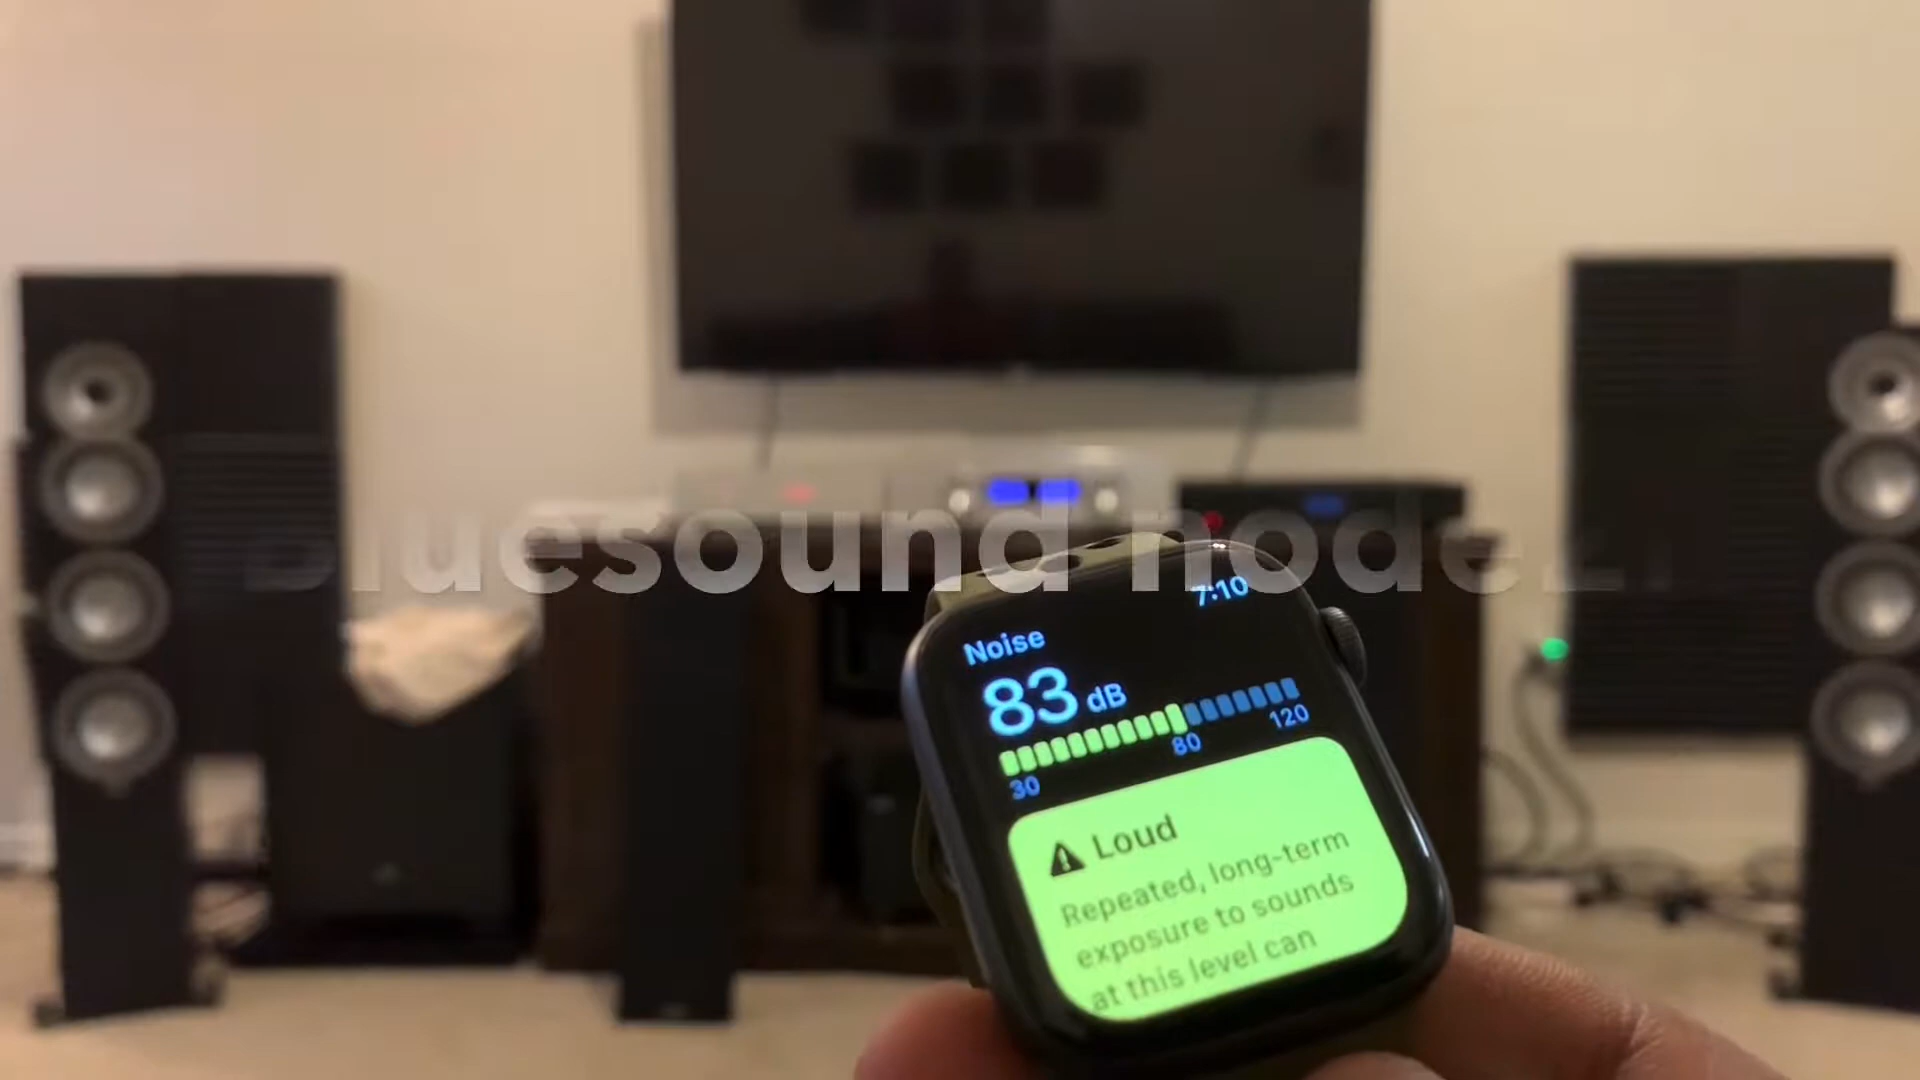 bluesound node
7:10
Noise
83 dB
80
120
30
Loud
Repeated, long-term
exposure to sounds
at this level can